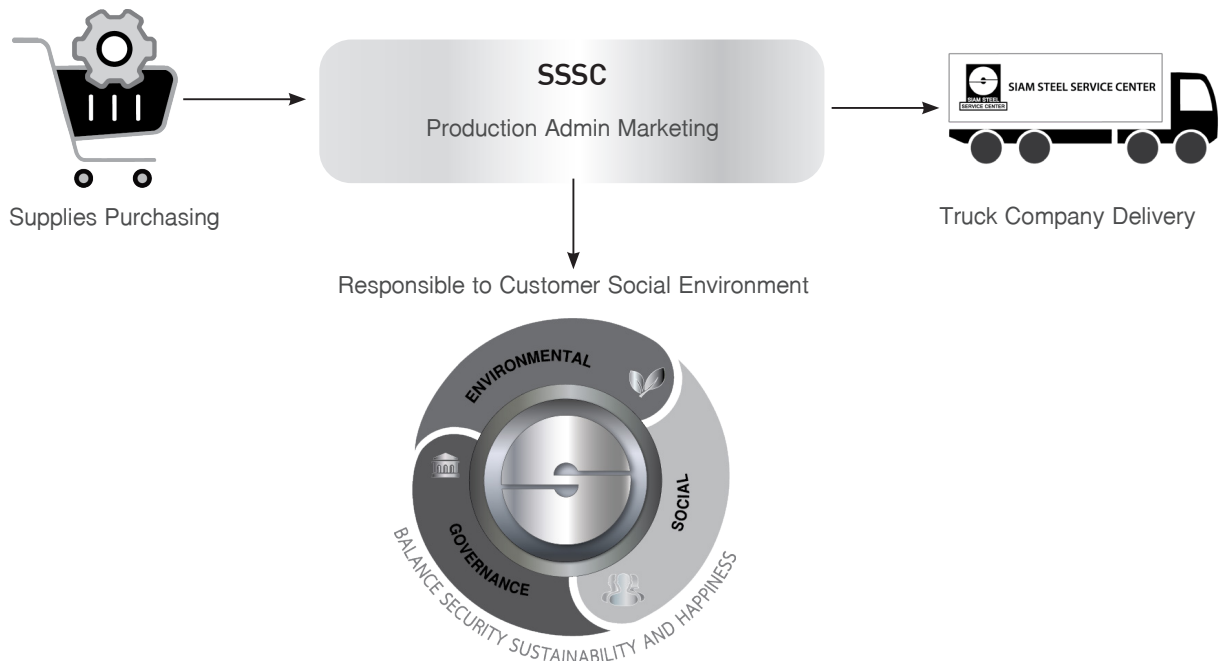 SSSC
Production Admin Marketing
SIAM STEEL
SERVICE CENTER
SIAM STEEL SERVICE CENTER
Supplies Purchasing
Truck Company Delivery
Responsible to Customer Social Environment
ENVIRONMENTAL
SOCIAL
GOVERNANCE
BALANCE SECURITY SUSTAINABILITY AND HAPPINESS